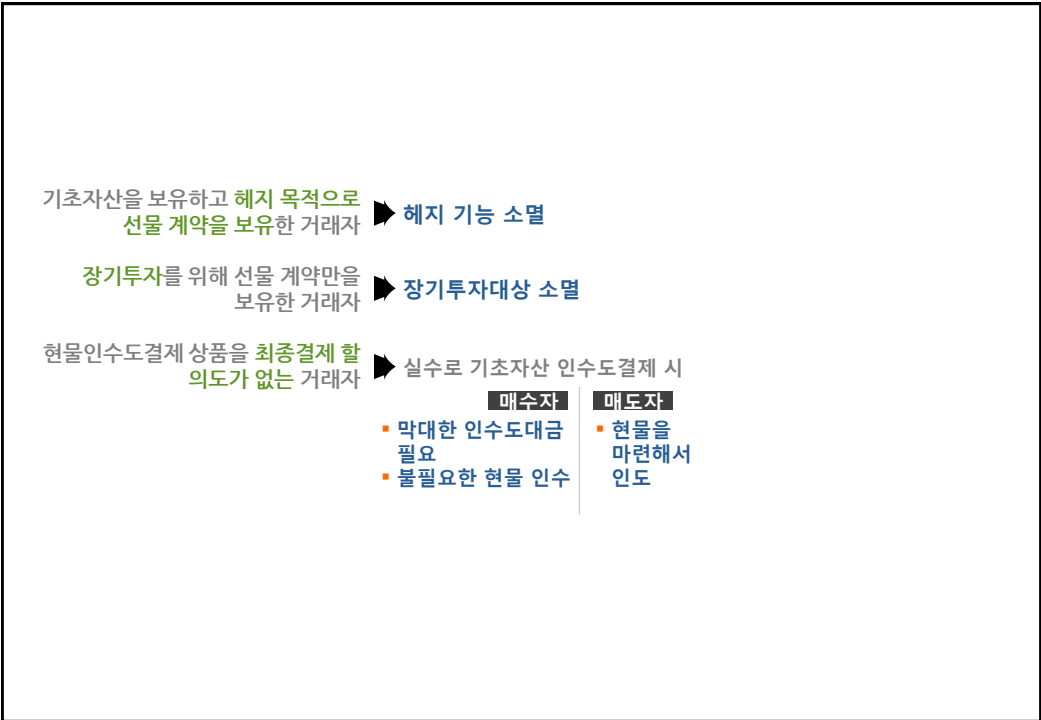 기초자산을 보유하고 헤지 목적으로
선물 계약을 보유한 거래자
헤지 기능 소멸
장기투자를 위해 선물 계약만을
보유한 거래자
장기투자대상 소멸
현물인수도결제 상품을 최종결제 할
의도가 없는 거래자
실수로 기초자산 인수도결제 시
매수자
▪ 막대한 인수도대금
필요
▪ 불필요한 현물 인수
매도자
▪ 현물을
마련해서
인도